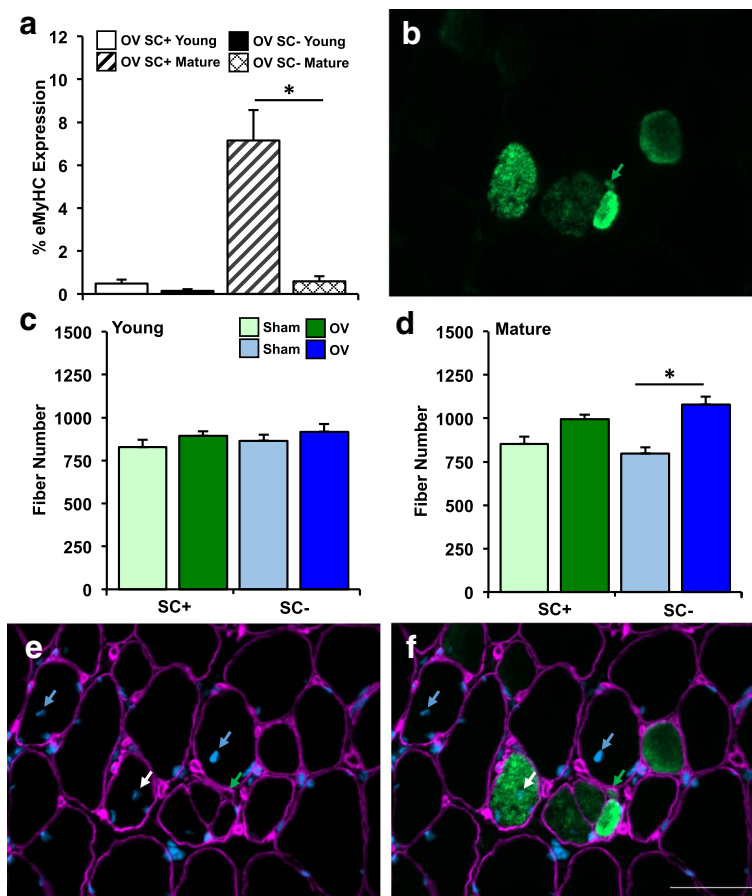 a
OV SC+ Young
OV SC- Young
OV SC+ Mature
OV SC- Mature
% eMyHC Expression
12
10
8
6
4
2
0
*
b
c
Young
Sham
OV
Sham
OV
Fiber Number
1500
1250
1000
750
500
250
0
SC+
SC-
d
Mature
Fiber Number
1500
1250
1000
750
500
250
0
*
SC+
SC-
e
f